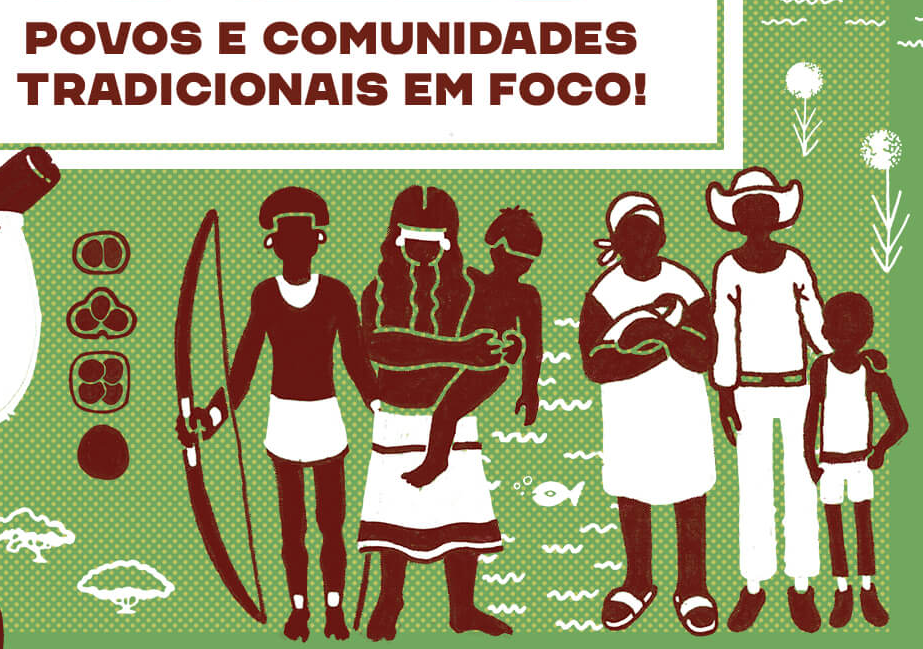 POVOS E COMUNIDADES
TRADICIONAIS EM FOCO!